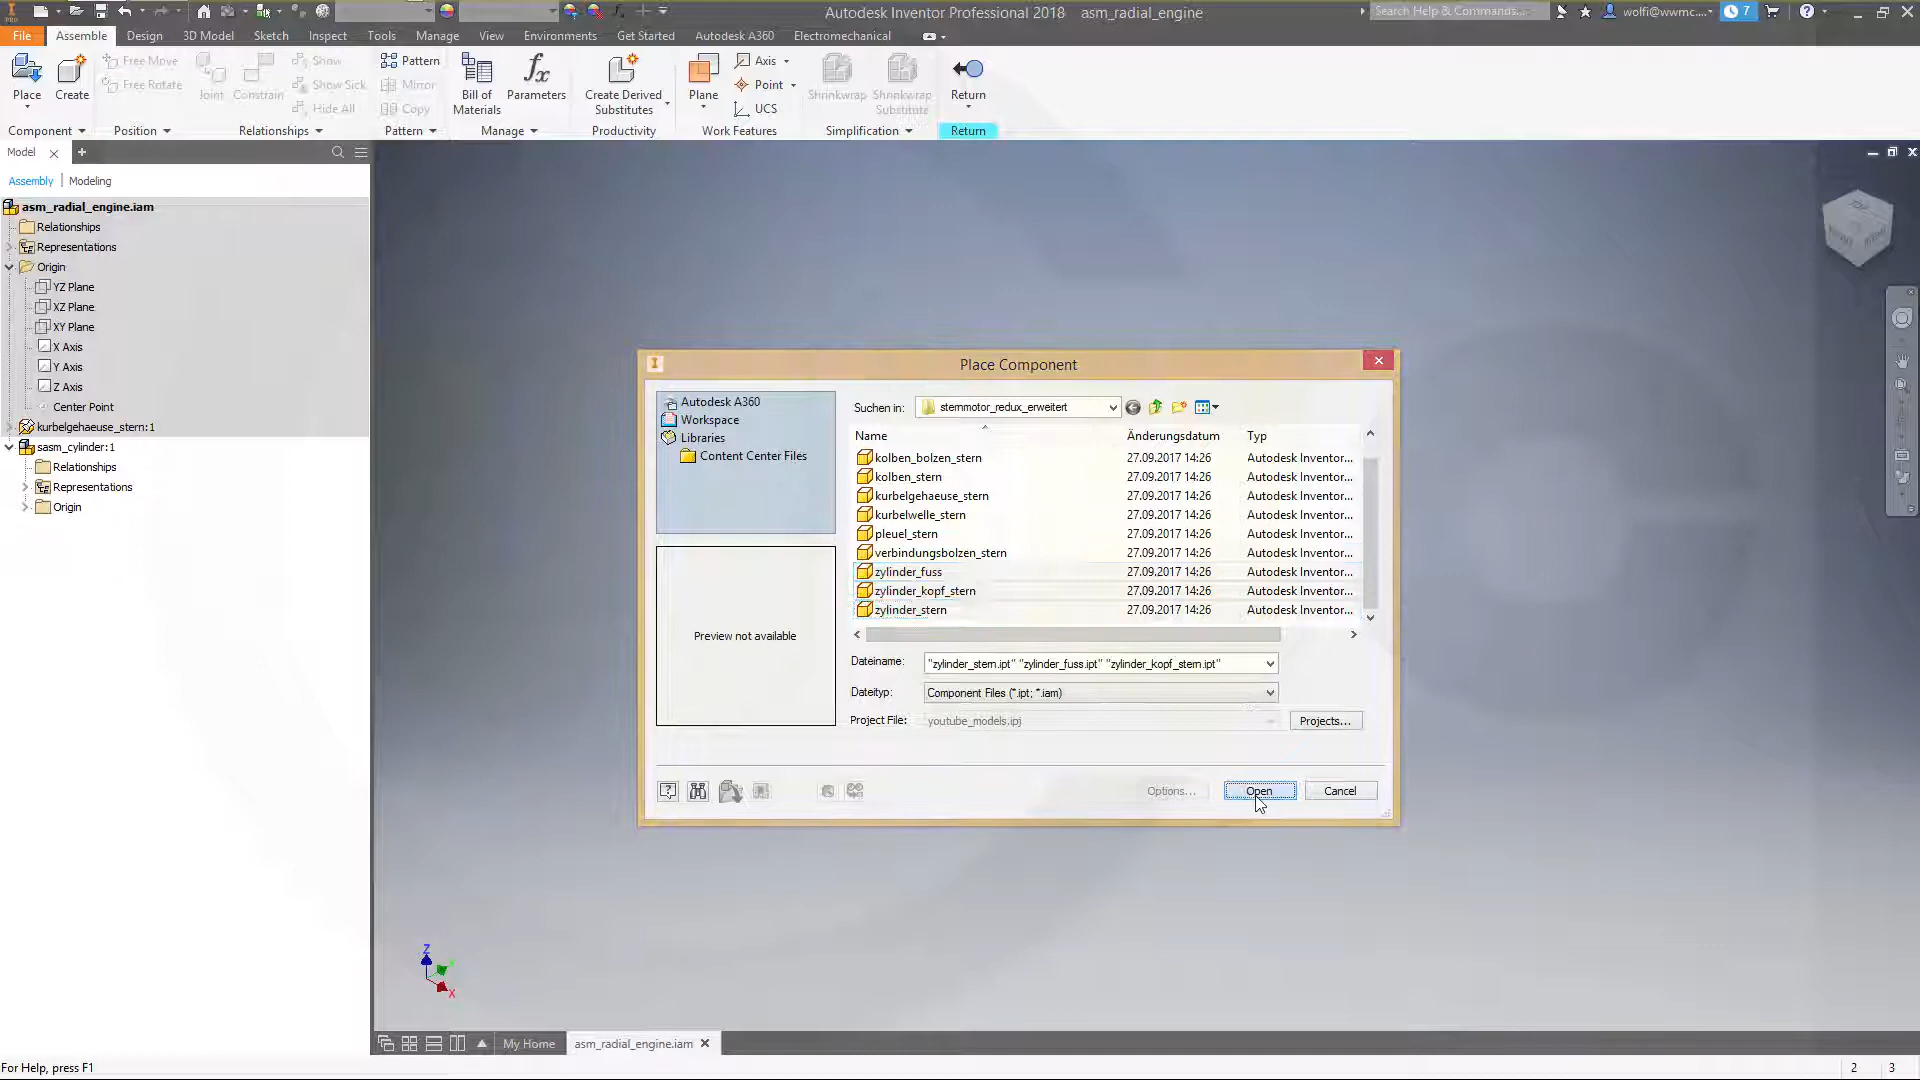 Autodesk Inventor Professional 2018 asm_radial_engine
Search Help & Commands...
wolfi@wwmc....
7
File Assemble Design 3D Model Sketch Inspect Tools Manage View Environments Get Started Autodesk A360 Electromechanical
Place
Create
Free Move
Free Rotate
Joint
Constrain
Show
Show Sick
Hide All
Pattern
Mirror
Copy
Bill of
Materials
Parameters
Create Derived
Substitutes
Plane
Axis
Point
UCS
Shrinkwrap
Shrinkwrap
Substitute
Return
Component Position Relationships Pattern Manage Productivity Work Features Simplification Return
Model
Assembly Modeling
asm_radial_engine.iam
Relationships
Representations
Origin
YZ Plane
XZ Plane
XY Plane
X Axis
Y Axis
Z Axis
Center Point
kurbelgehaeuse_stern:1
sasm_cylinder:1
Relationships
Representations
Origin
Place Component
Autodesk A360
Workspace
Libraries
Content Center Files
Suchen in: sternmotor_redux_erweitert
Name Änderungsdatum Typ
kolben_bolzen_stern 27.09.2017 14:26 Autodesk Inventor...
kolben_stern 27.09.2017 14:26 Autodesk Inventor...
kurbelgehaeuse_stern 27.09.2017 14:26 Autodesk Inventor...
kurbelwelle_stern 27.09.2017 14:26 Autodesk Inventor...
pleuel_stern 27.09.2017 14:26 Autodesk Inventor...
verbindungsbolzen_stern 27.09.2017 14:26 Autodesk Inventor...
zylinder_fuss 27.09.2017 14:26 Autodesk Inventor...
zylinder_kopf_stern 27.09.2017 14:26 Autodesk Inventor...
zylinder_stern 27.09.2017 14:26 Autodesk Inventor...
Preview not available
Dateiname: "zylinder_stern.ipt" "zylinder_fuss.ipt" "zylinder_kopf_stern.ipt"
Dateityp: Component Files (*.ipt; *.iam)
Project File: youtube_models.ipj Projects...
Options... Open Cancel
Z
X
My Home asm_radial_engine.iam
For Help, press F1
2 3